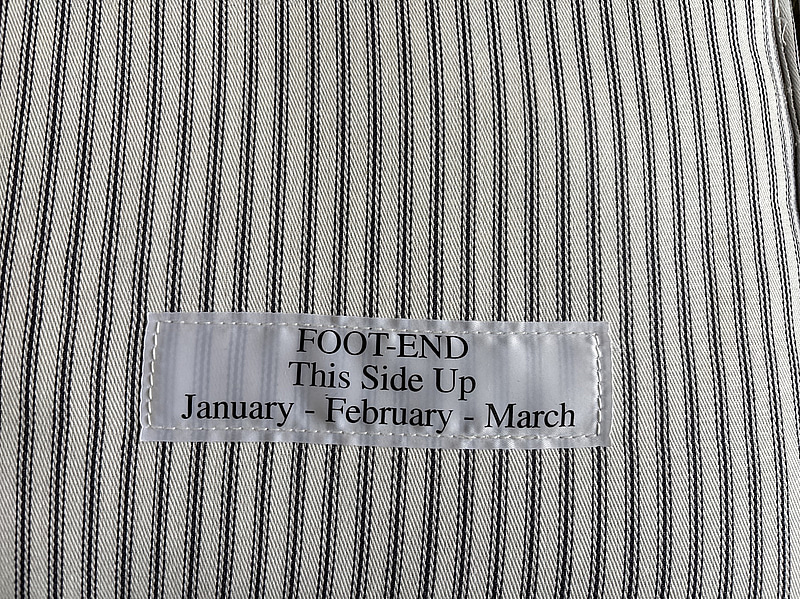 FOOT-END
This Side Up
January - February - March